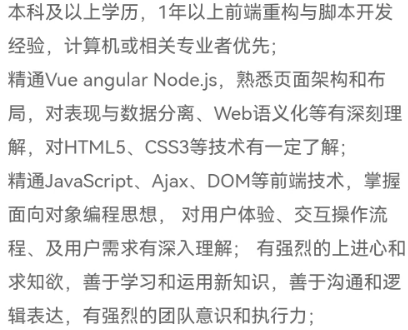 本科及以上学历，1年以上前端重构与脚本开发
经验，计算机或相关专业者优先；
精通Vue angular Node.js，熟悉页面架构和布
局，对表现与数据分离、Web语义化等有深刻理
解，对HTML5、CSS3等技术有一定了解；
精通JavaScript、Ajax、DOM等前端技术，掌握
面向对象编程思想， 对用户体验、交互操作流
程、及用户需求有深入理解； 有强烈的上进心和
求知欲，善于学习和运用新知识，善于沟通和逻
辑表达，有强烈的团队意识和执行力；